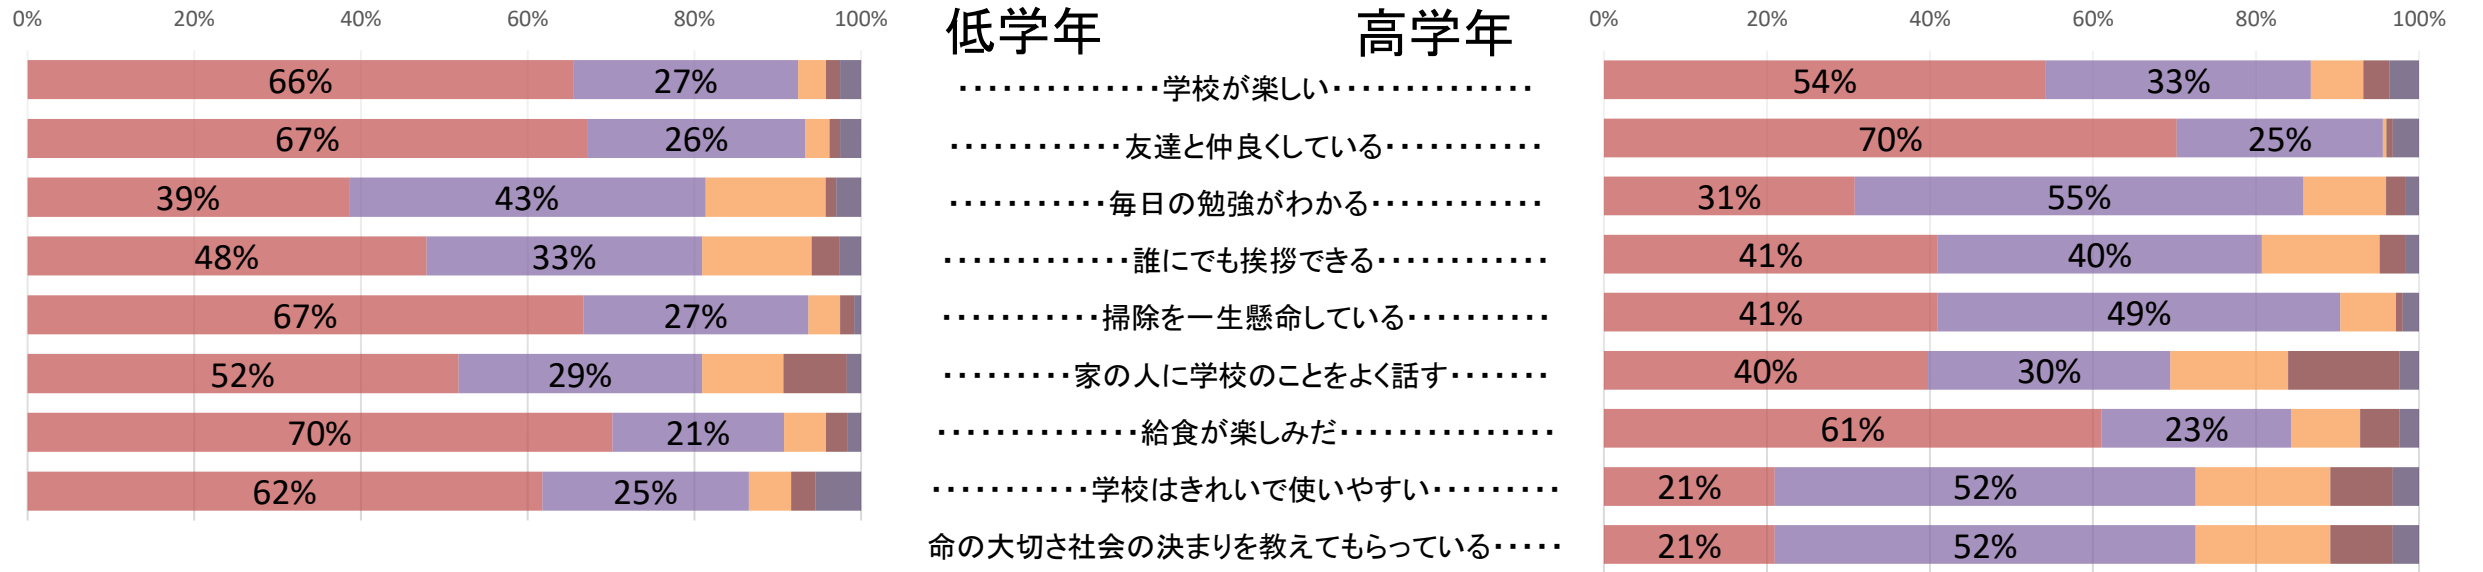 0% 20% 40% 60% 80% 100% 低学年 高学年 0% 20% 40% 60% 80% 100%
66% 27% ・・・・・・・・・・・・・・学校が楽しい・・・・・・・・・・・・・・ 54% 33%
67% 26% ・・・・・・・・・・・・友達と仲良くしている・・・・・・・・・・・ 70% 25%
39% 43% ・・・・・・・・・・・毎日の勉強がわかる・・・・・・・・・・・・ 31% 55%
48% 33% ・・・・・・・・・・・・・誰にでも挨拶できる・・・・・・・・・・・・ 41% 40%
67% 27% ・・・・・・・・・・・掃除を一生懸命している・・・・・・・・・・ 41% 49%
52% 29% ・・・・・・・・・家の人に学校のことをよく話す・・・・・・・ 40% 30%
70% 21% ・・・・・・・・・・・・・・給食が楽しみだ・・・・・・・・・・・・・・・ 61% 23%
62% 25% ・・・・・・・・・・・学校はきれいで使いやすい・・・・・・・・・ 21% 52%
命の大切さ社会の決まりを教えてもらっている・・・・・ 21% 52%